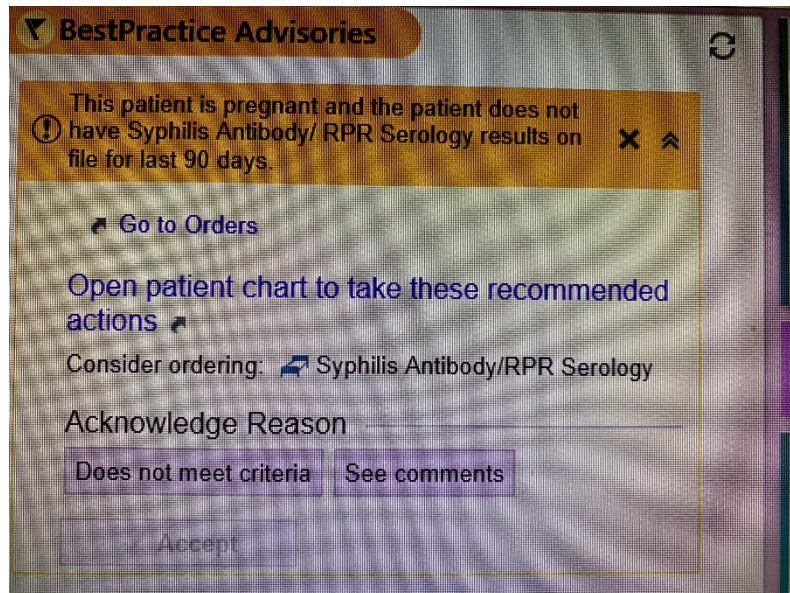 BestPractice Advisories
This patient is pregnant and the patient does not
have Syphilis Antibody/ RPR Serology results on
file for last 90 days.
Go to Orders
Open patient chart to take these recommended
actions
Consider ordering: Syphilis Antibody/RPR Serology
Acknowledge Reason
Does not meet criteria See comments
Accept